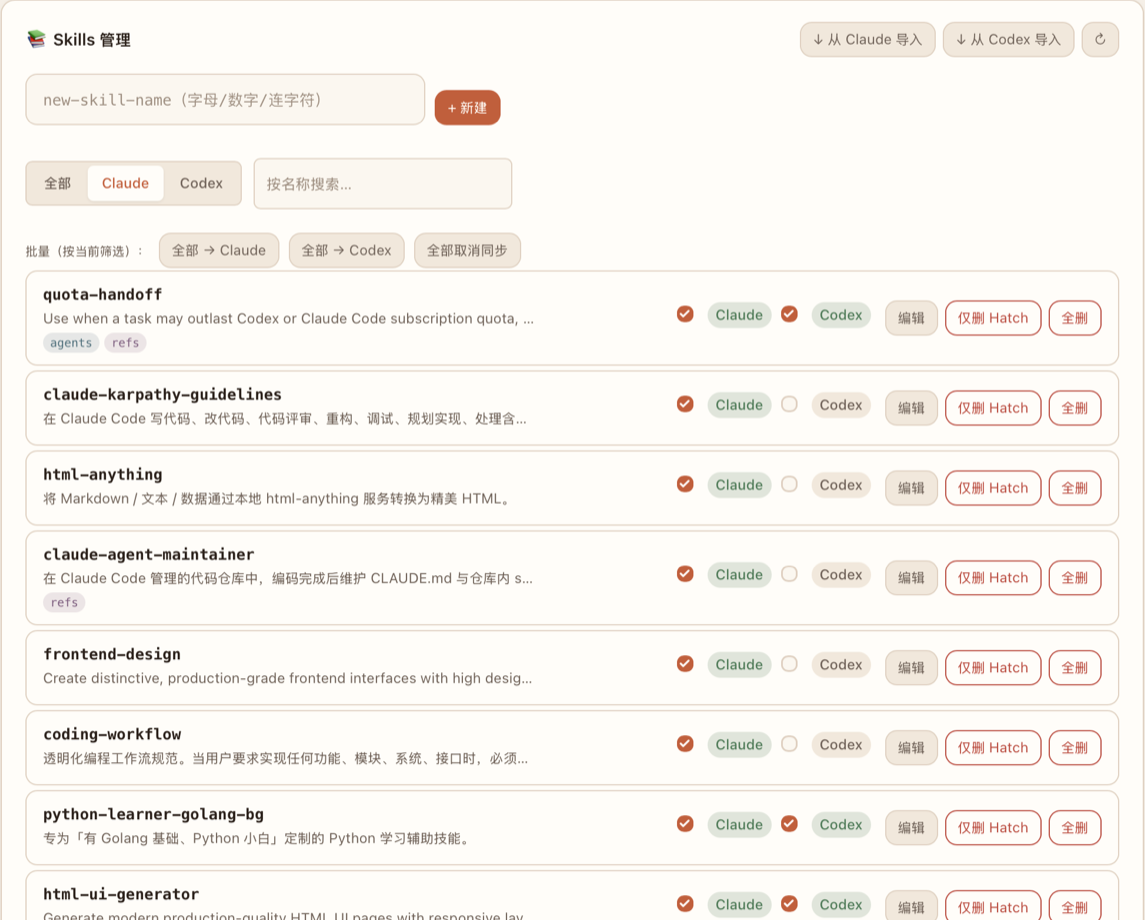 📚 Skills 管理
↓ 从 Claude 导入
↓ 从 Codex 导入
↻
new-skill-name（字母/数字/连字符）
+ 新建
全部 Claude Codex
按名称搜索...
批量（按当前筛选）： 全部 → Claude 全部 → Codex 全部取消同步
quota-handoff
Use when a task may outlast Codex or Claude Code subscription quota, ...
agents refs
Claude Codex 编辑 仅删 Hatch 全删
claude-karpathy-guidelines
在 Claude Code 写代码、改代码、代码评审、重构、调试、规划实现、处理含...
Claude Codex 编辑 仅删 Hatch 全删
html-anything
将 Markdown / 文本 / 数据通过本地 html-anything 服务转换为精美 HTML。
Claude Codex 编辑 仅删 Hatch 全删
claude-agent-maintainer
在 Claude Code 管理的代码仓库中，编码完成后维护 CLAUDE.md 与仓库内 s...
refs
Claude Codex 编辑 仅删 Hatch 全删
frontend-design
Create distinctive, production-grade frontend interfaces with high desig...
Claude Codex 编辑 仅删 Hatch 全删
coding-workflow
透明化编程工作流规范。当用户要求实现任何功能、模块、系统、接口时，必须...
Claude Codex 编辑 仅删 Hatch 全删
python-learner-golang-bg
专为「有 Golang 基础、Python 小白」定制的 Python 学习辅助技能。
Claude Codex 编辑 仅删 Hatch 全删
html-ui-generator
Generate modern production-quality HTML UI pages with responsive lay...
Claude Codex 编辑 仅删 Hatch 全删